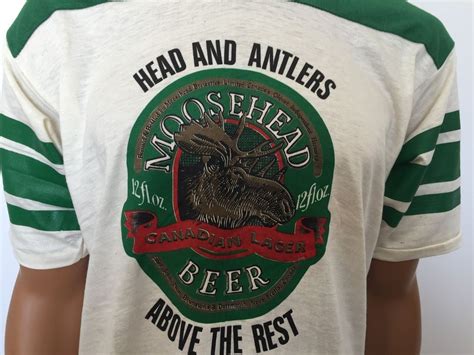 HEAD AND ANTLERS
MOOSEHEAD
12 fl oz.
12 fl oz.
CANADIAN LAGER
BEER
ABOVE THE REST